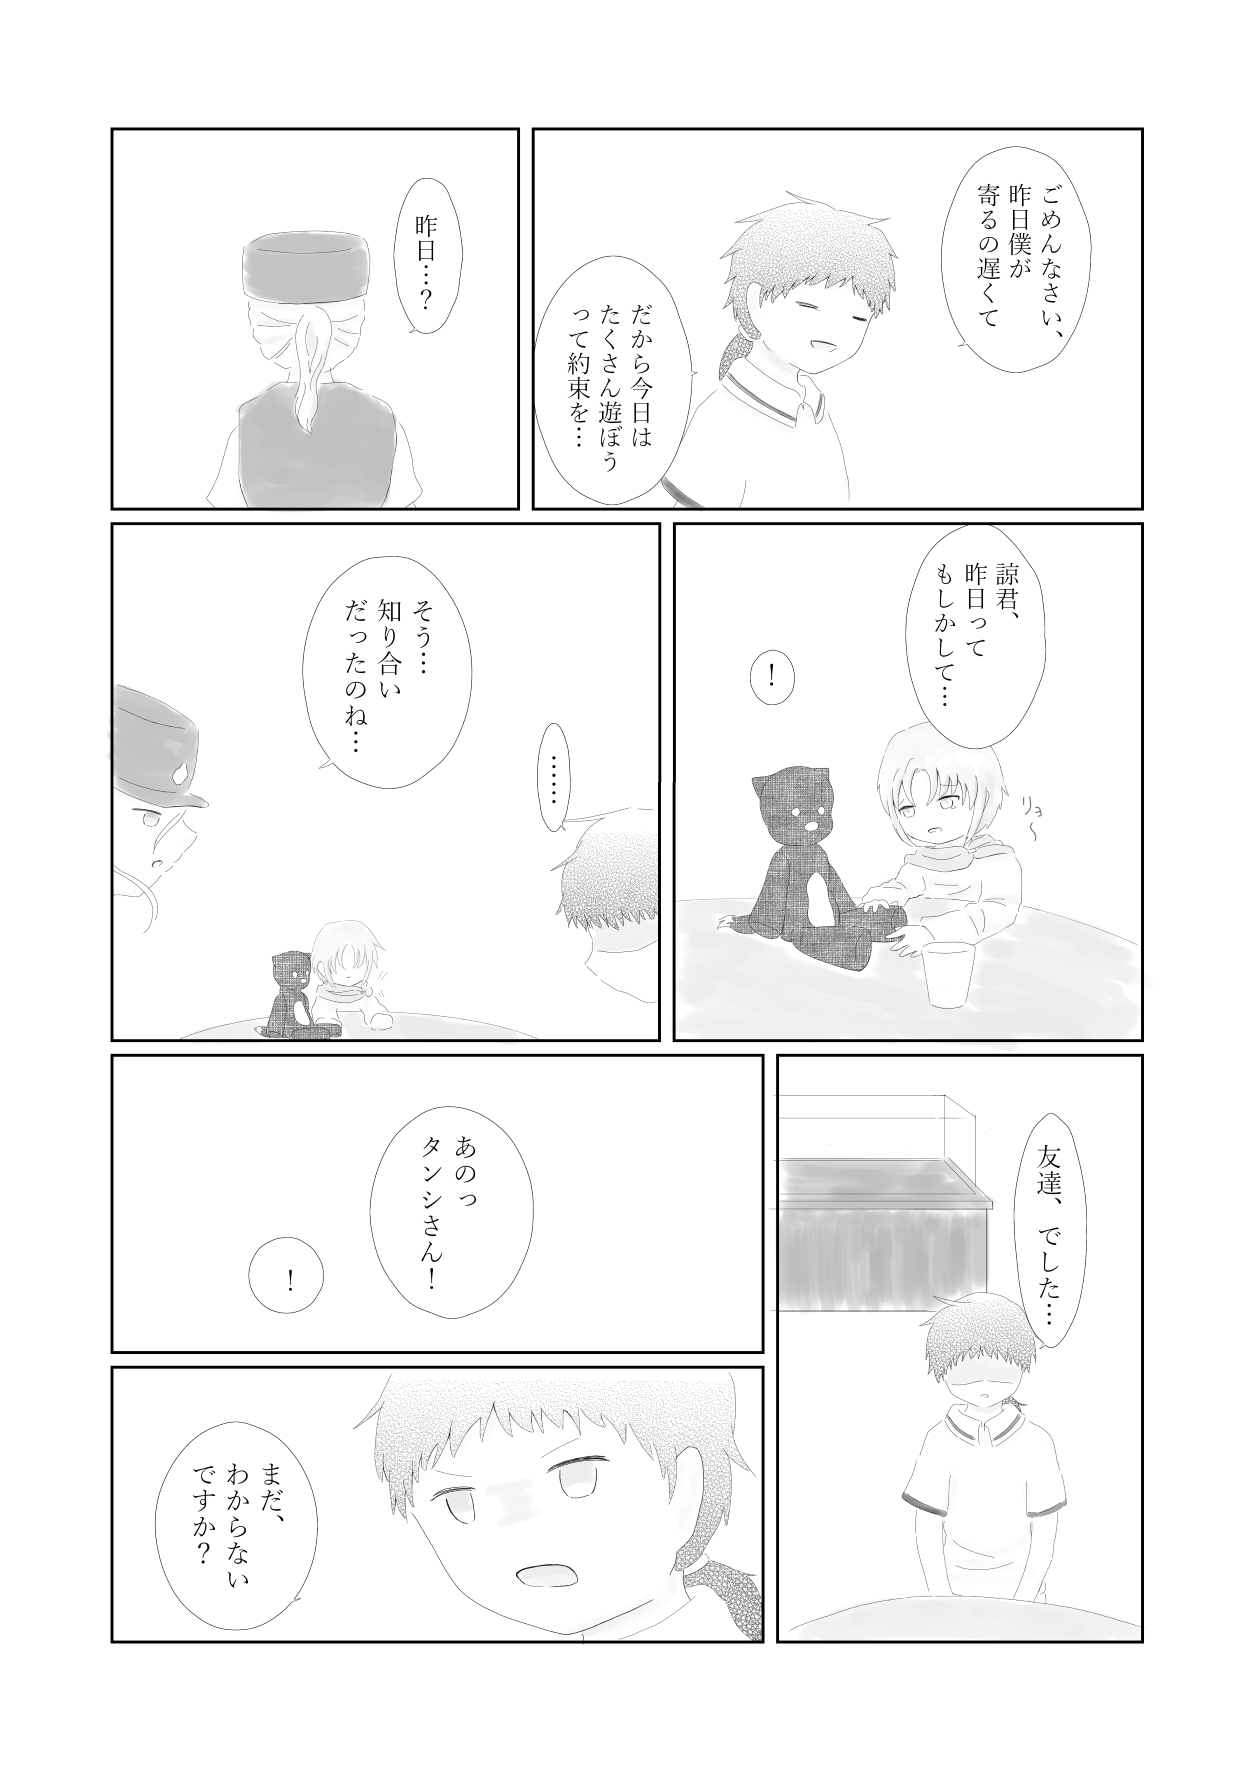 ごめんなさい、
昨日僕が
寄るの遅くて
だから今日は
たくさん遊ぼう
って約束を…
昨日…?
諒君、
昨日って
もしかして…
!
リョ〜
……
そう…
知り合い
だったのね…
友達、でした…
あのっ
タンシさん!
!
まだ、
わからない
ですか?